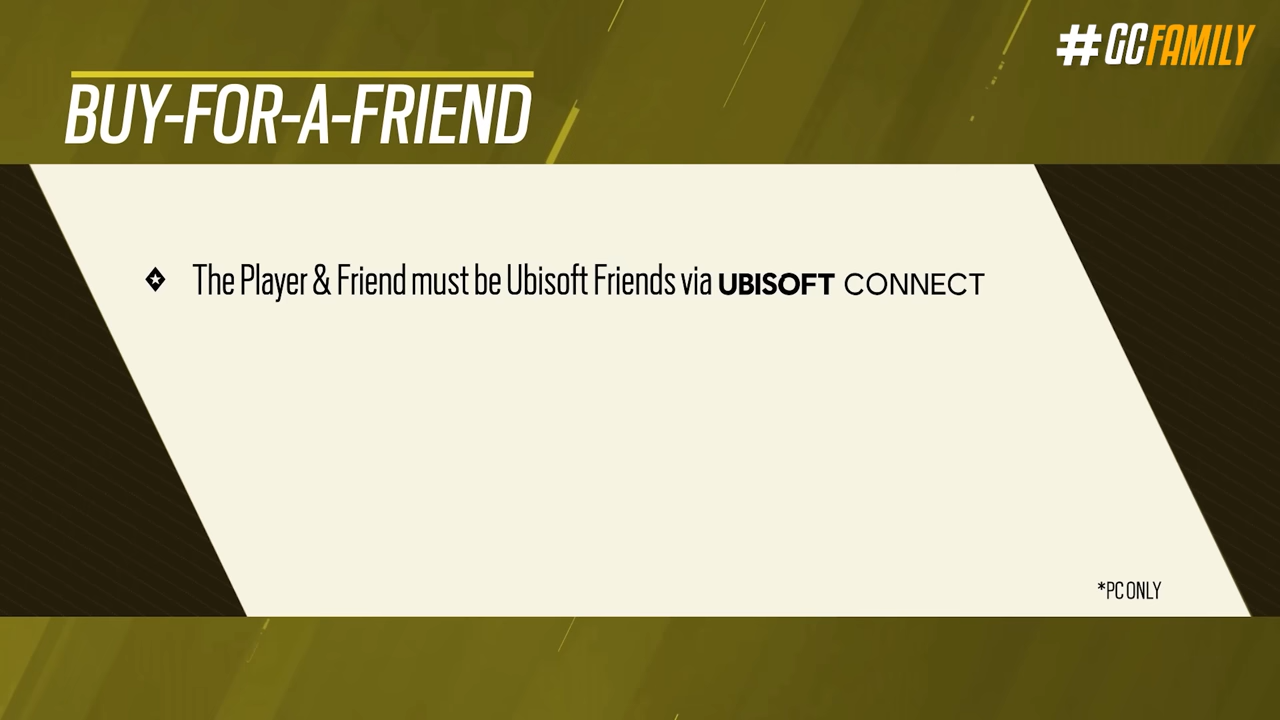 #GCFAMILY
BUY-FOR-A-FRIEND
The Player & Friend must be Ubisoft Friends via UBISOFT CONNECT
*PC ONLY